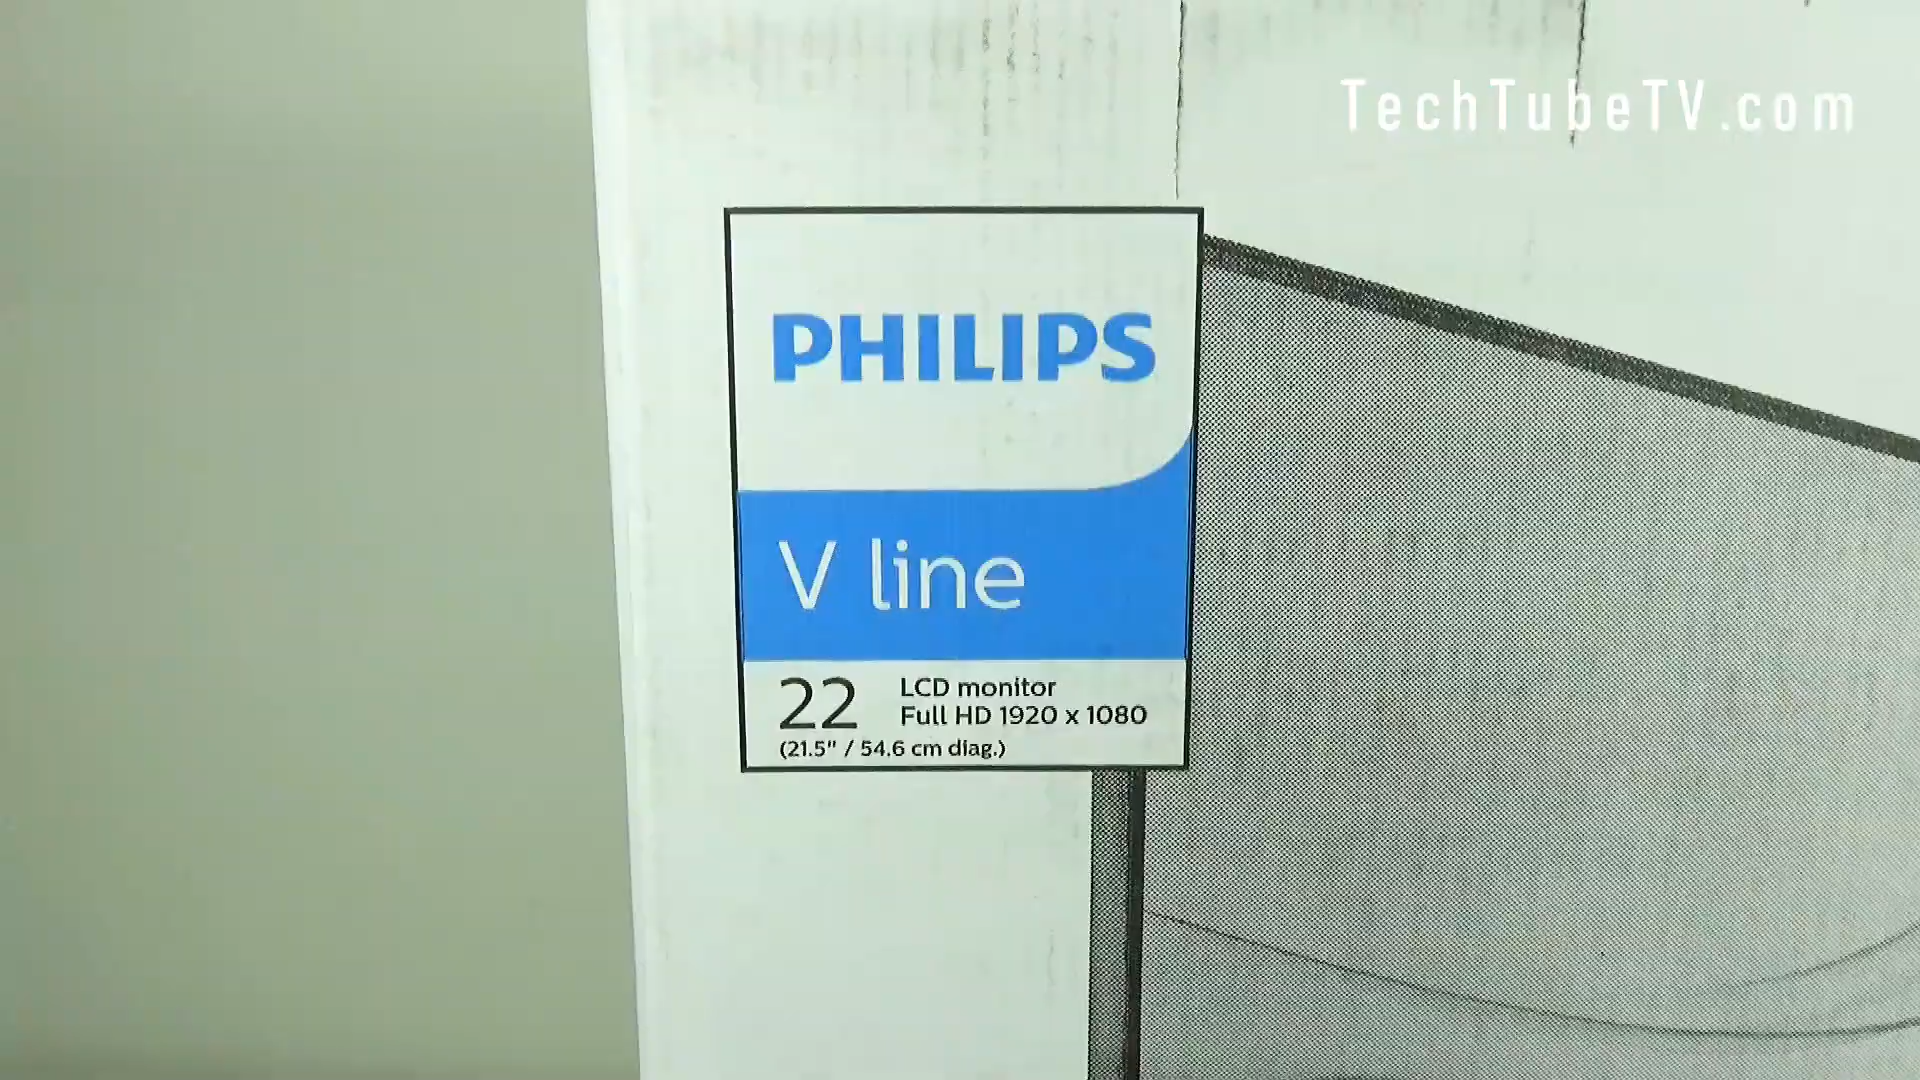 TechTubeTV.com
PHILIPS
V line
22
LCD monitor
Full HD 1920 x 1080
(21.5" / 54.6 cm diag.)